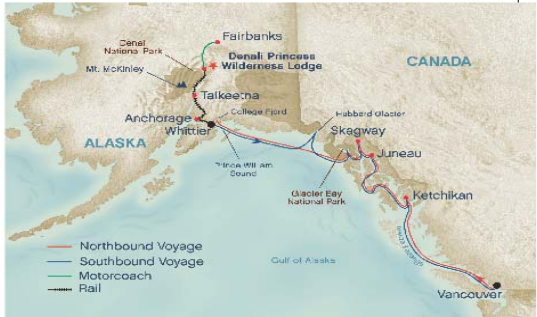 Fairbanks
Denali
National Park
Denali Princess
Wilderness Lodge
CANADA
Mt. McKinley
Talkeetna
College Fjord
Hubbard Glacier
Anchorage
Whittier
Skagway
ALASKA
Juneau
Prince William
Sound
Glacier Bay
National Park
Ketchikan
Northbound Voyage
Southbound Voyage
Motorcoach
Rail
Gulf of Alaska
Inside Passage
Vancouver